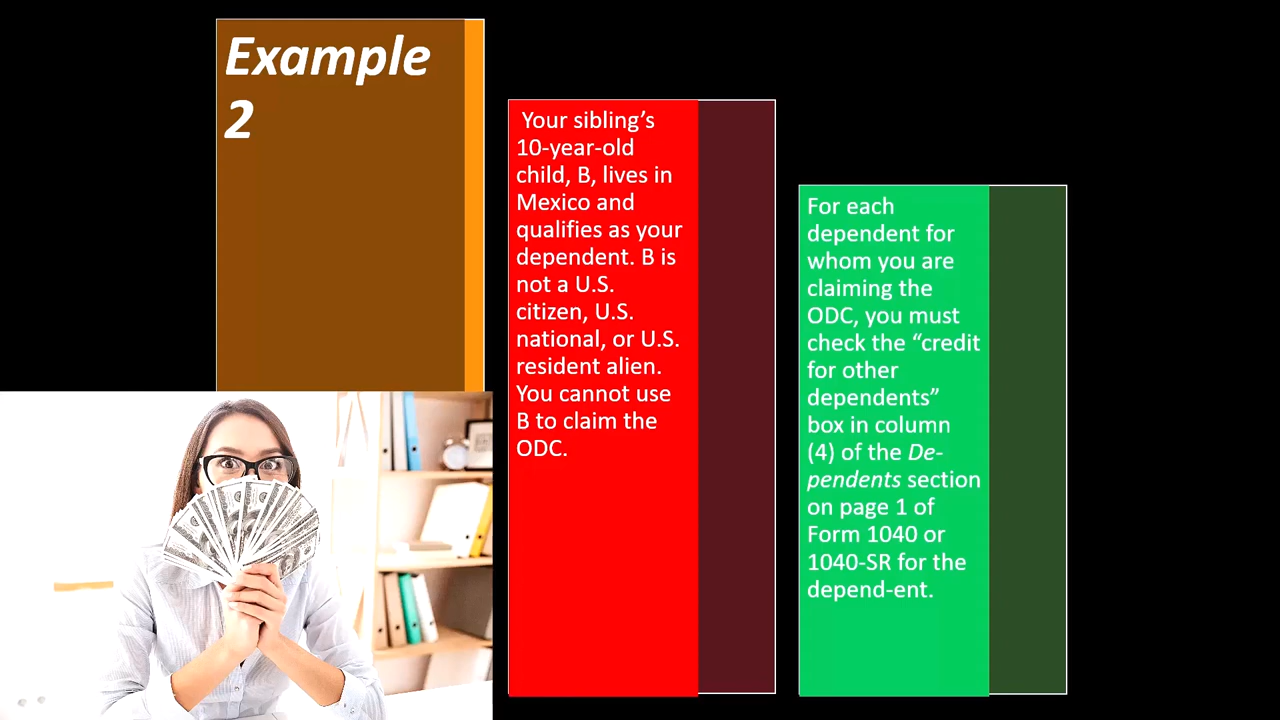 Example
2
Your sibling’s
10-year-old
child, B, lives in
Mexico and
qualifies as your
dependent. B is
not a U.S.
citizen, U.S.
national, or U.S.
resident alien.
You cannot use
B to claim the
ODC.
For each
dependent for
whom you are
claiming the
ODC, you must
check the “credit
for other
dependents”
box in column
(4) of the De-
pendents section
on page 1 of
Form 1040 or
1040-SR for the
depend-ent.